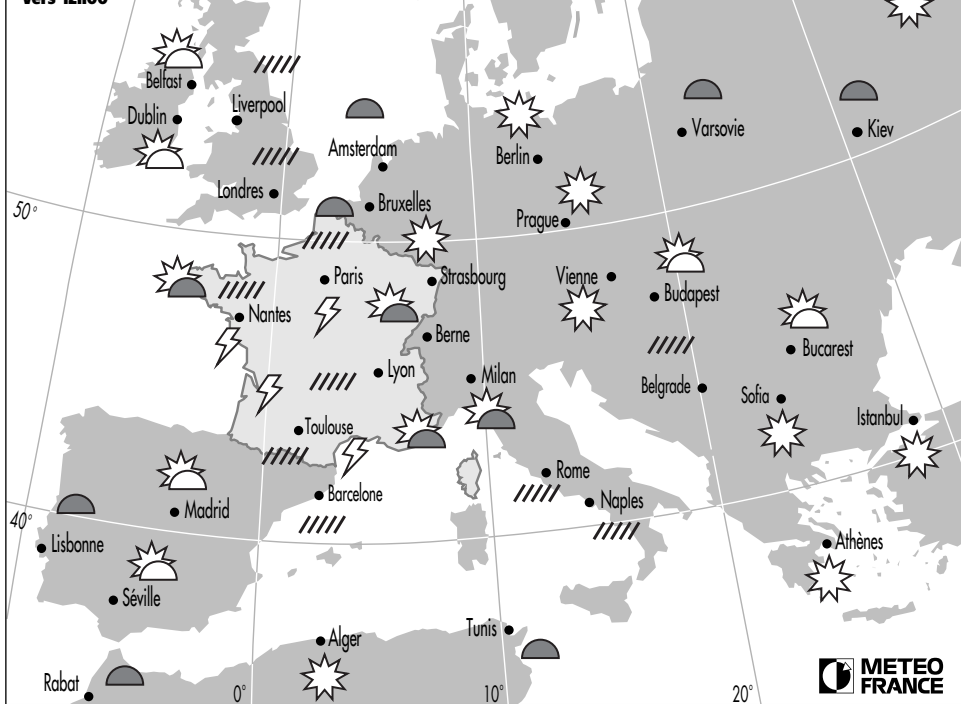 vers 12h00
Belfast
Dublin
Liverpool
Amsterdam
Berlin
Varsovie
Kiev
Londres
Bruxelles
50°
Prague
Paris
Strasbourg
Vienne
Budapest
Nantes
Berne
Bucarest
Lyon
Milan
Belgrade
Sofia
Istanbul
Toulouse
Rome
Barcelone
Naples
Madrid
40°
Lisbonne
Athènes
Séville
Alger
Tunis
Rabat
0°
10°
20°
METEO
FRANCE